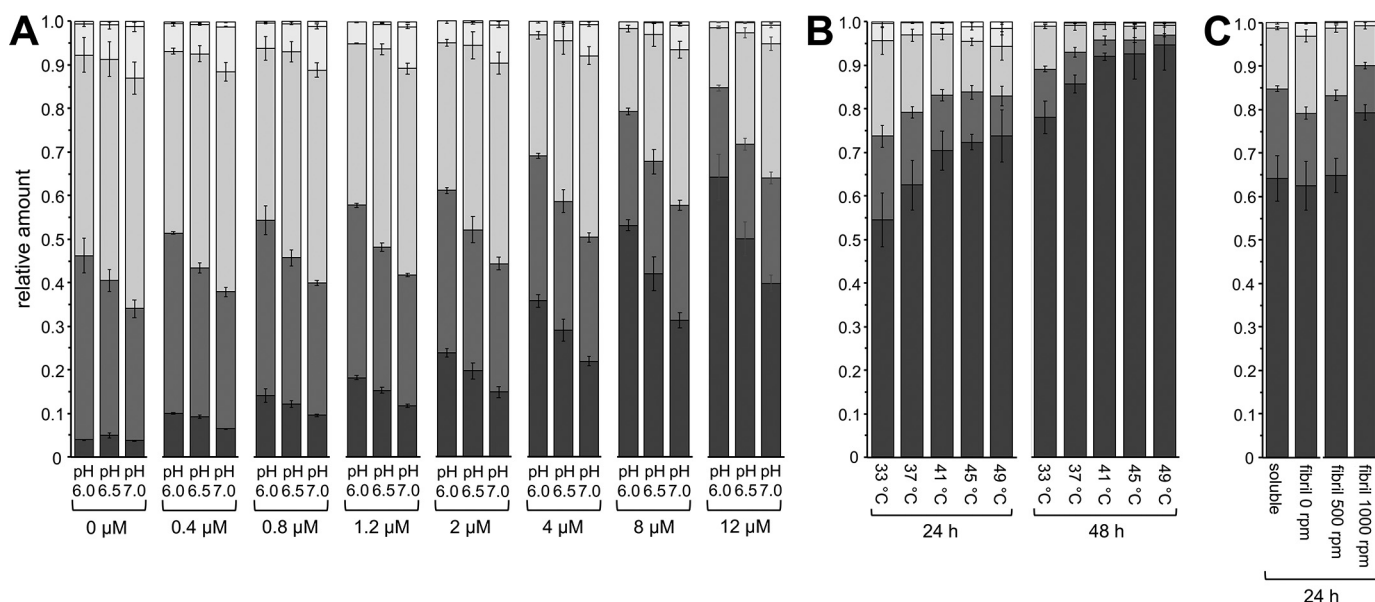 A
relative amount
1.0
0.9
0.8
0.7
0.6
0.5
0.4
0.3
0.2
0.1
0
pH pH pH
6.0 6.5 7.0
0 µM
pH pH pH
6.0 6.5 7.0
0.4 µM
pH pH pH
6.0 6.5 7.0
0.8 µM
pH pH pH
6.0 6.5 7.0
1.2 µM
pH pH pH
6.0 6.5 7.0
2 µM
pH pH pH
6.0 6.5 7.0
4 µM
pH pH pH
6.0 6.5 7.0
8 µM
pH pH pH
6.0 6.5 7.0
12 µM
B
1.0
0.9
0.8
0.7
0.6
0.5
0.4
0.3
0.2
0.1
0
33 °C
37 °C
41 °C
45 °C
49 °C
24 h
33 °C
37 °C
41 °C
45 °C
49 °C
48 h
C
1.0
0.9
0.8
0.7
0.6
0.5
0.4
0.3
0.2
0.1
0
soluble
fibril 0 rpm
fibril 500 rpm
fibril 1000 rpm
24 h